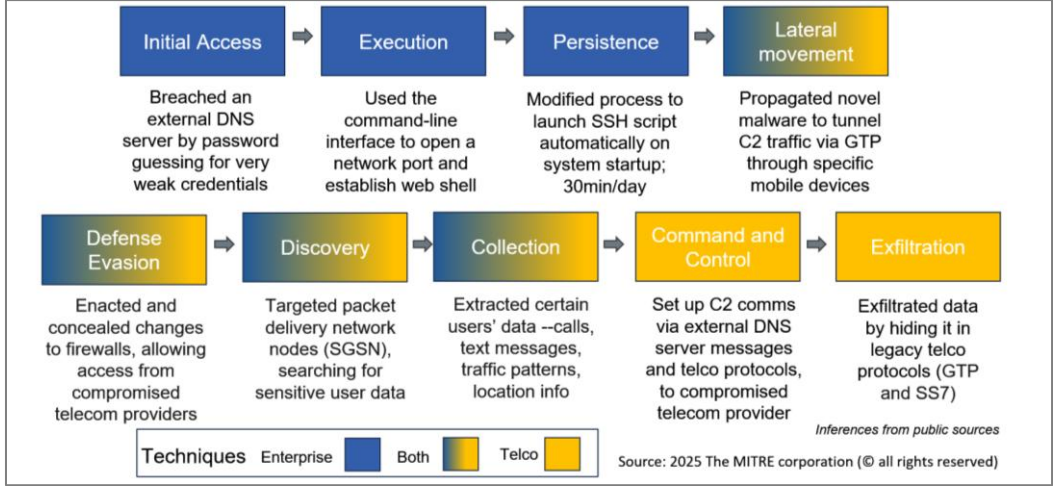 Initial Access
Execution
Persistence
Lateral
movement
Breached an
external DNS
server by password
guessing for very
weak credentials
Used the
command-line
interface to open a
network port and
establish web shell
Modified process to
launch SSH script
automatically on
system startup;
30min/day
Propagated novel
malware to tunnel
C2 traffic via GTP
through specific
mobile devices
Defense
Evasion
Discovery
Collection
Command and
Control
Exfiltration
Enacted and
concealed changes
to firewalls, allowing
access from
compromised
telecom providers
Targeted packet
delivery network
nodes (SGSN),
searching for
sensitive user data
Extracted certain
users' data --calls,
text messages,
traffic patterns,
location info
Set up C2 comms
via external DNS
server messages
and telco protocols,
to compromised
telecom provider
Exfiltrated data
by hiding it in
legacy telco
protocols (GTP
and SS7)
Inferences from public sources
Techniques Enterprise Both Telco
Source: 2025 The MITRE corporation (© all rights reserved)